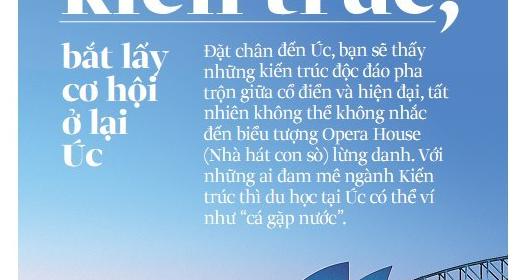 kiến trúc,
bắt lấy
cơ hội
ở lại
Úc
Đặt chân đến Úc, bạn sẽ thấy
những kiến trúc độc đáo pha
trộn giữa cổ điển và hiện đại, tất
nhiên không thể không nhắc
đến biểu tượng Opera House
(Nhà hát con sò) lừng danh. Với
những ai đam mê ngành Kiến
trúc thì du học tại Úc có thể ví
như “cá gặp nước”.